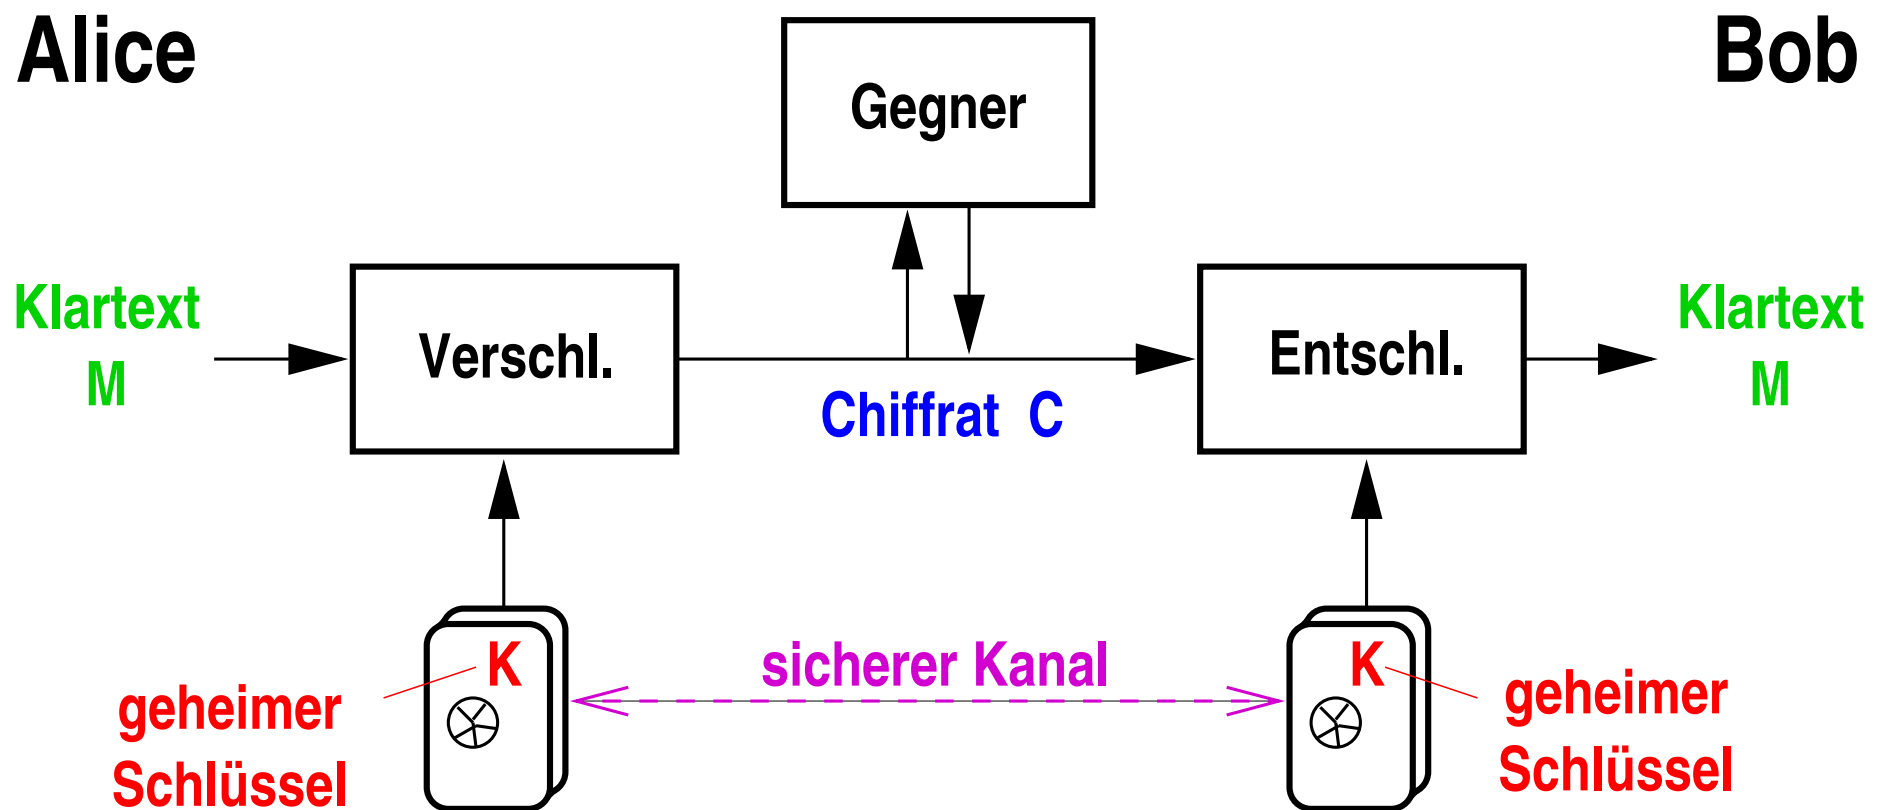 Alice
Bob
Gegner
Klartext
M
Verschl.
Entschl.
Klartext
M
Chiffrat C
K
sicherer Kanal
K
geheimer
Schlüssel
geheimer
Schlüssel